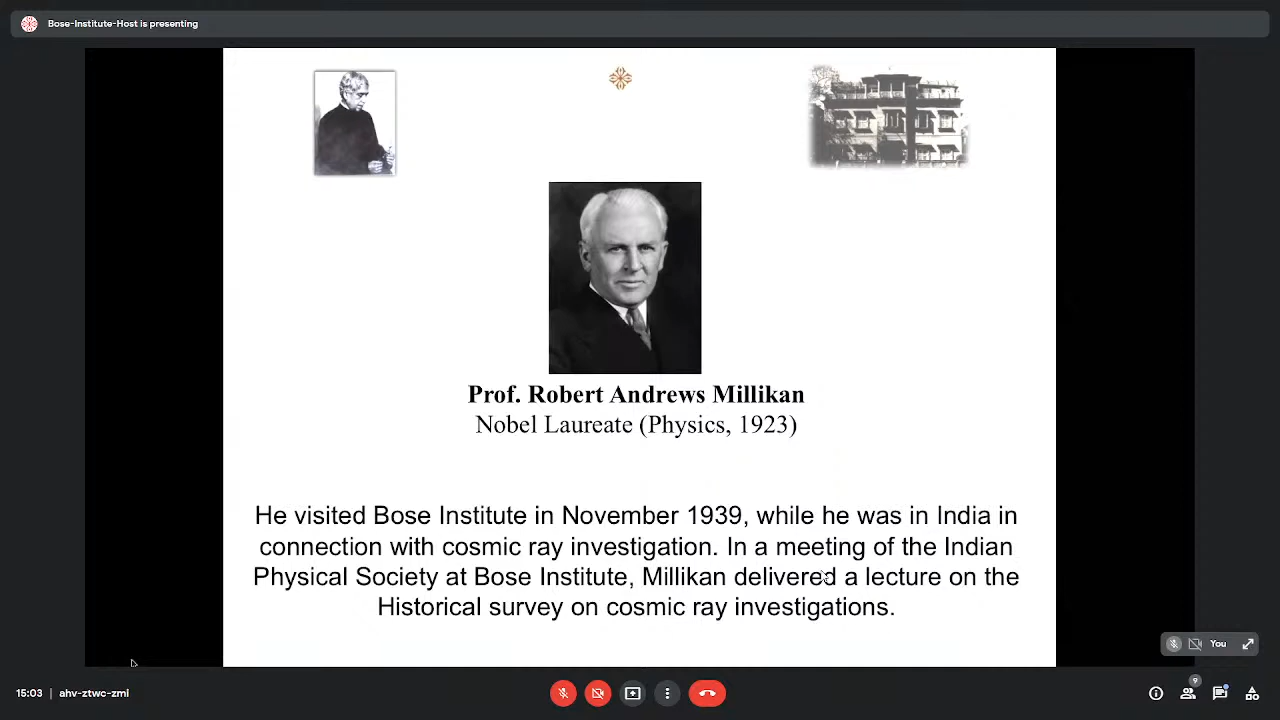 Bose-Institute-Host is presenting
Prof. Robert Andrews Millikan
Nobel Laureate (Physics, 1923)
He visited Bose Institute in November 1939, while he was in India in
connection with cosmic ray investigation. In a meeting of the Indian
Physical Society at Bose Institute, Millikan delivered a lecture on the
Historical survey on cosmic ray investigations.
You
15:03 | ahv-ztwc-zmi
9